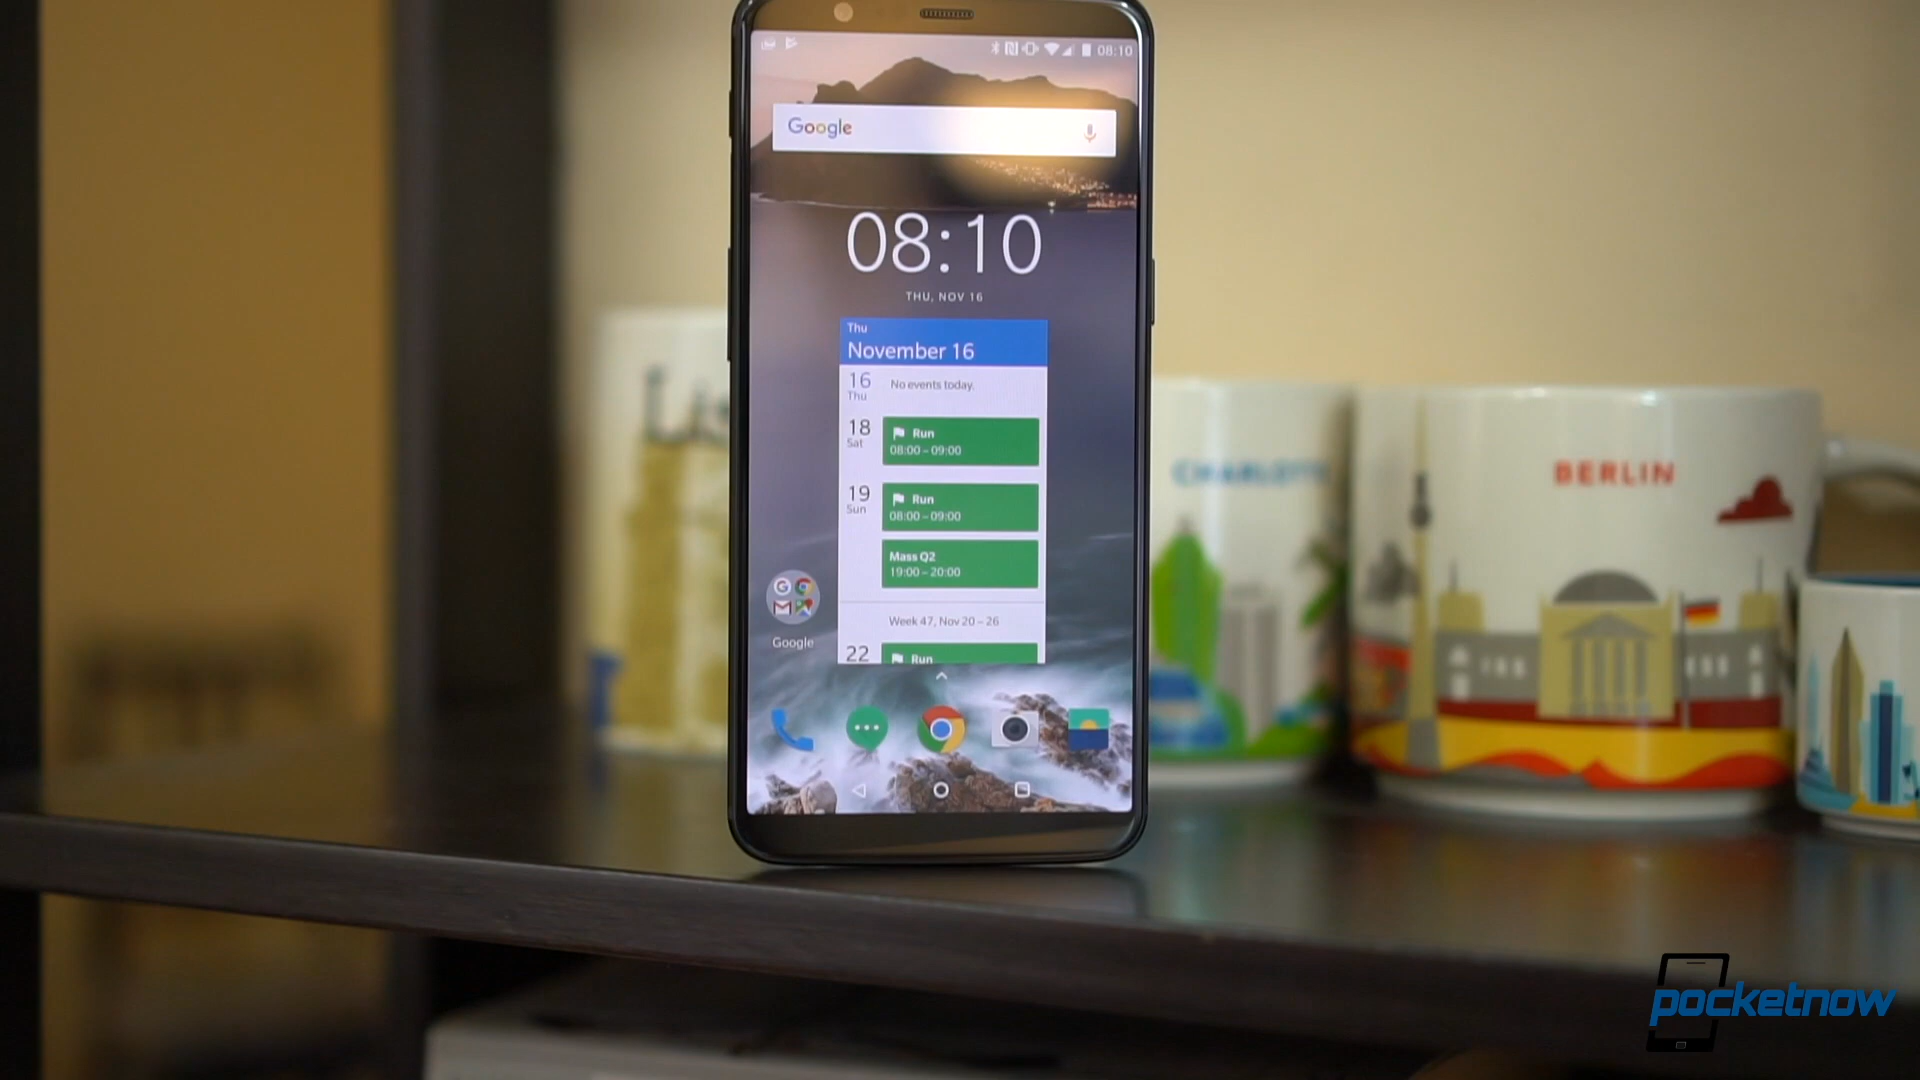 08:10
Google
08:10
THU, NOV 16
Thu
November 16
16 No events today.
Thu
18 Run
Sat 08:00 – 09:00
19 Run
Sun 08:00 – 09:00
Mass Q2
19:00 – 20:00
Week 47, Nov 20 – 26
22 Run
Google
BERLIN
pocketnow